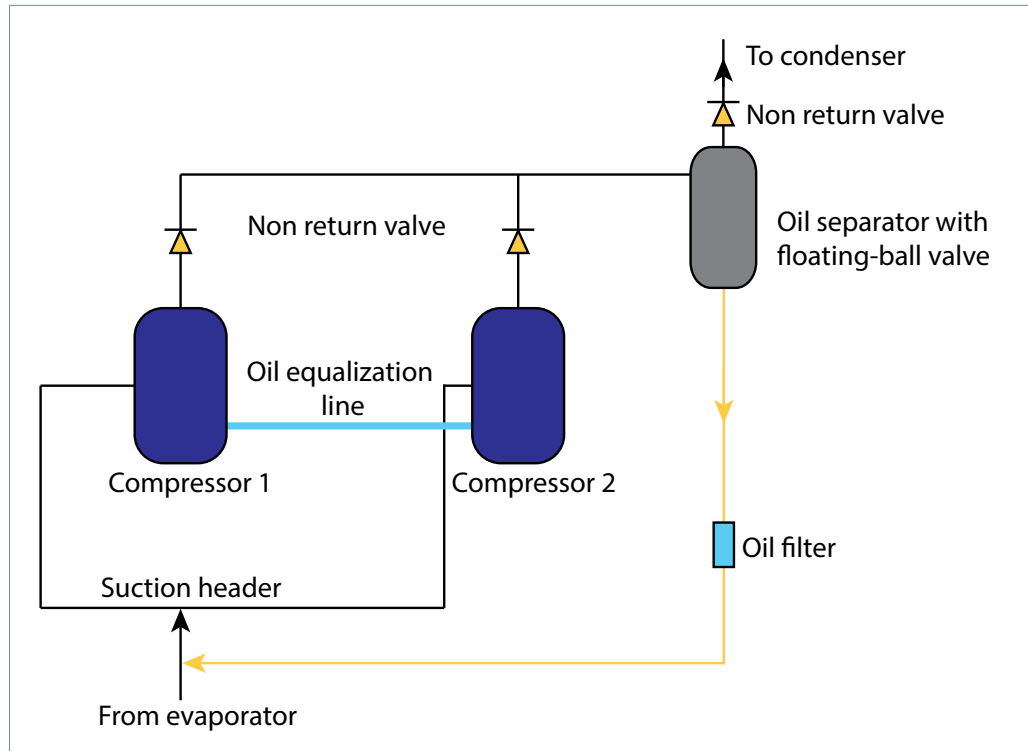 To condenser
Non return valve
Non return valve
Oil separator with
floating-ball valve
Oil equalization
line
Compressor 1
Compressor 2
Oil filter
Suction header
From evaporator